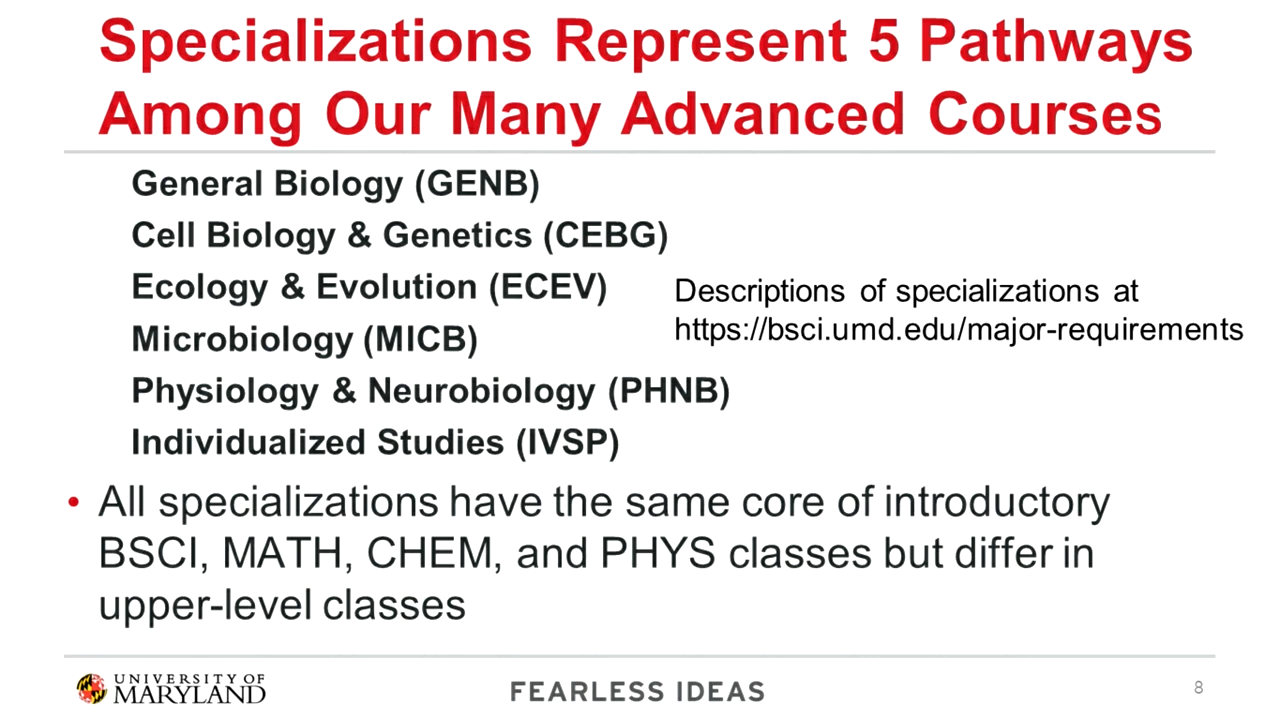 Specializations Represent 5 Pathways
Among Our Many Advanced Courses
General Biology (GENB)
Cell Biology & Genetics (CEBG)
Ecology & Evolution (ECEV)
Microbiology (MICB)
Physiology & Neurobiology (PHNB)
Individualized Studies (IVSP)
Descriptions of specializations at
https://bsci.umd.edu/major-requirements
• All specializations have the same core of introductory
BSCI, MATH, CHEM, and PHYS classes but differ in
upper-level classes
UNIVERSITY OF
MARYLAND
FEARLESS IDEAS
8